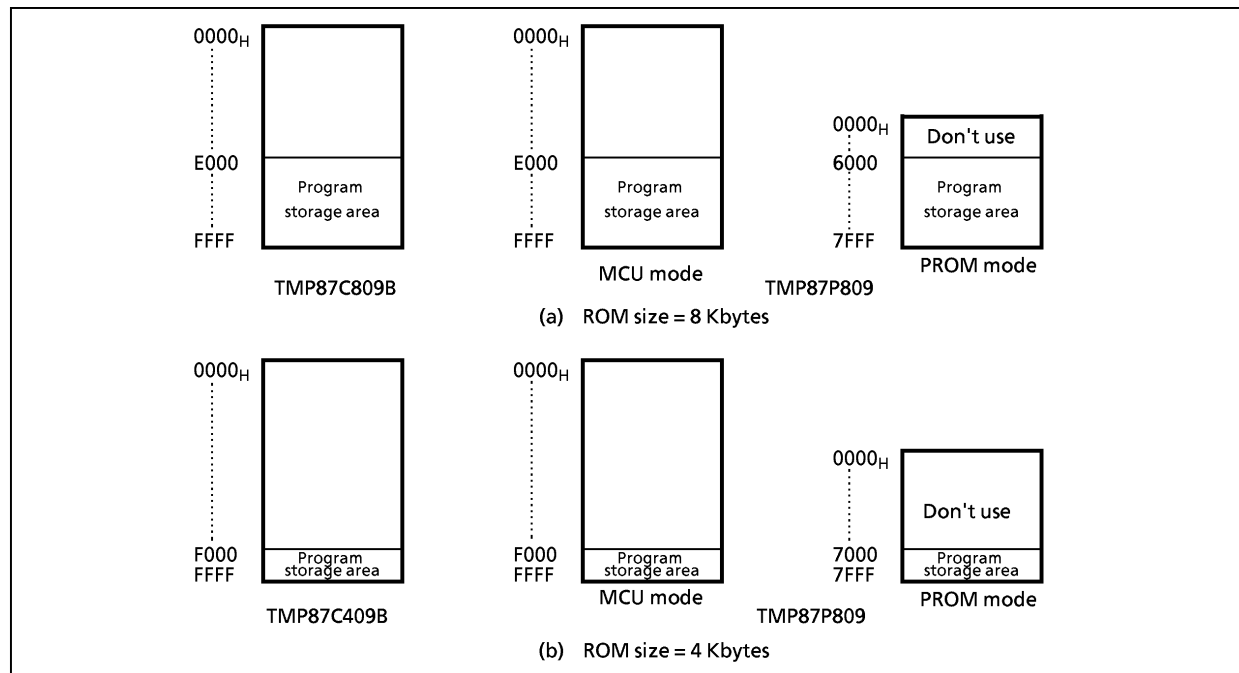 0000H
E000
Program
storage area
FFFF
TMP87C809B
0000H
E000
Program
storage area
FFFF
MCU mode
0000H
Don't use
6000
Program
storage area
7FFF
PROM mode
TMP87P809
(a) ROM size = 8 Kbytes
0000H
F000
Program
storage area
FFFF
TMP87C409B
0000H
F000
Program
storage area
FFFF
MCU mode
0000H
Don't use
7000
Program
storage area
7FFF
PROM mode
TMP87P809
(b) ROM size = 4 Kbytes